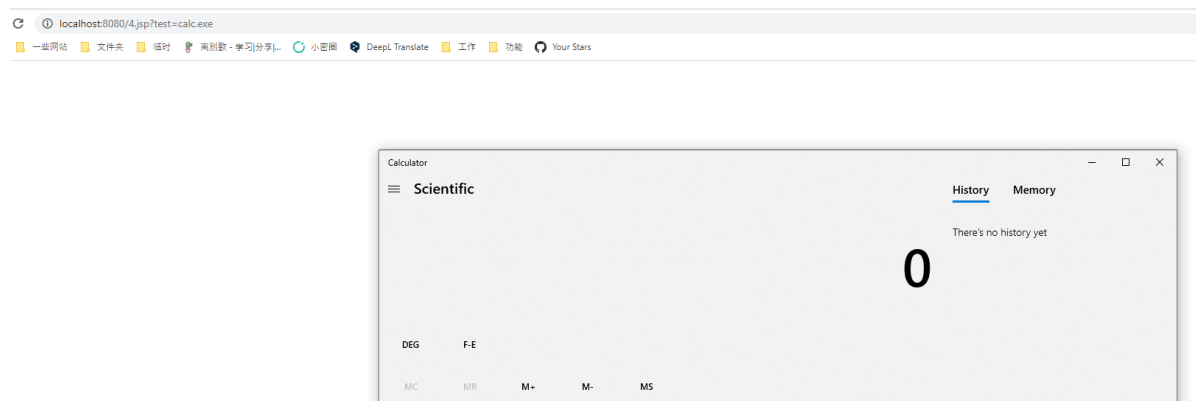 localhost:8080/4.jsp?test=calc.exe
一些网站 文件夹 临时 离别歌 - 学习|分享|... 小密圈 DeepL Translate 工作 功能 Your Stars
Calculator
Scientific
History Memory
There's no history yet
0
DEG F-E
MC MR M+ M- MS